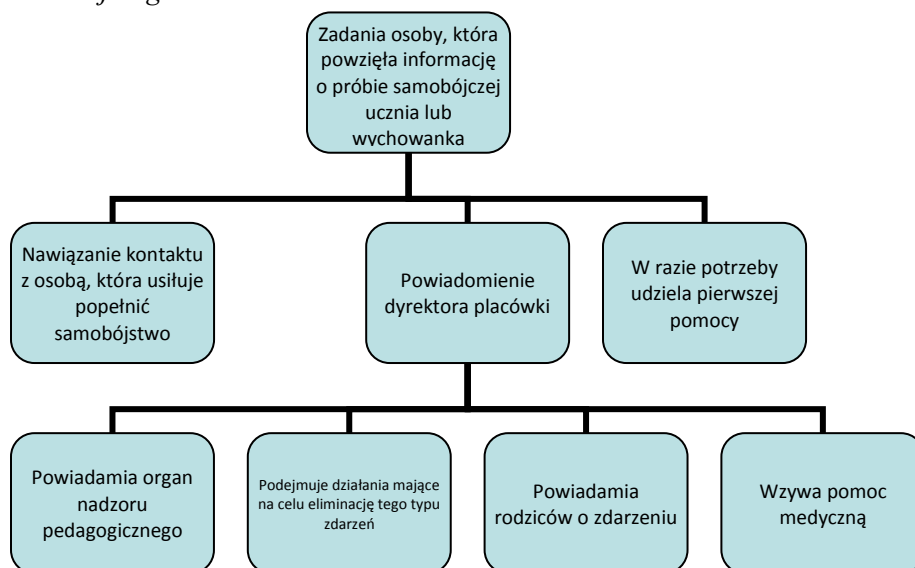 Zadania osoby, która
powzięła informację
o próbie samobójczej
ucznia lub
wychowanka
Nawiązanie kontaktu
z osobą, która usiłuje
popełnić
samobójstwo
Powiadomienie
dyrektora placówki
W razie potrzeby
udziela pierwszej
pomocy
Powiadamia organ
nadzoru
pedagogicznego
Podejmuje działania mające
na celu eliminację tego typu
zdarzeń
Powiadamia
rodziców o zdarzeniu
Wzywa pomoc
medyczną